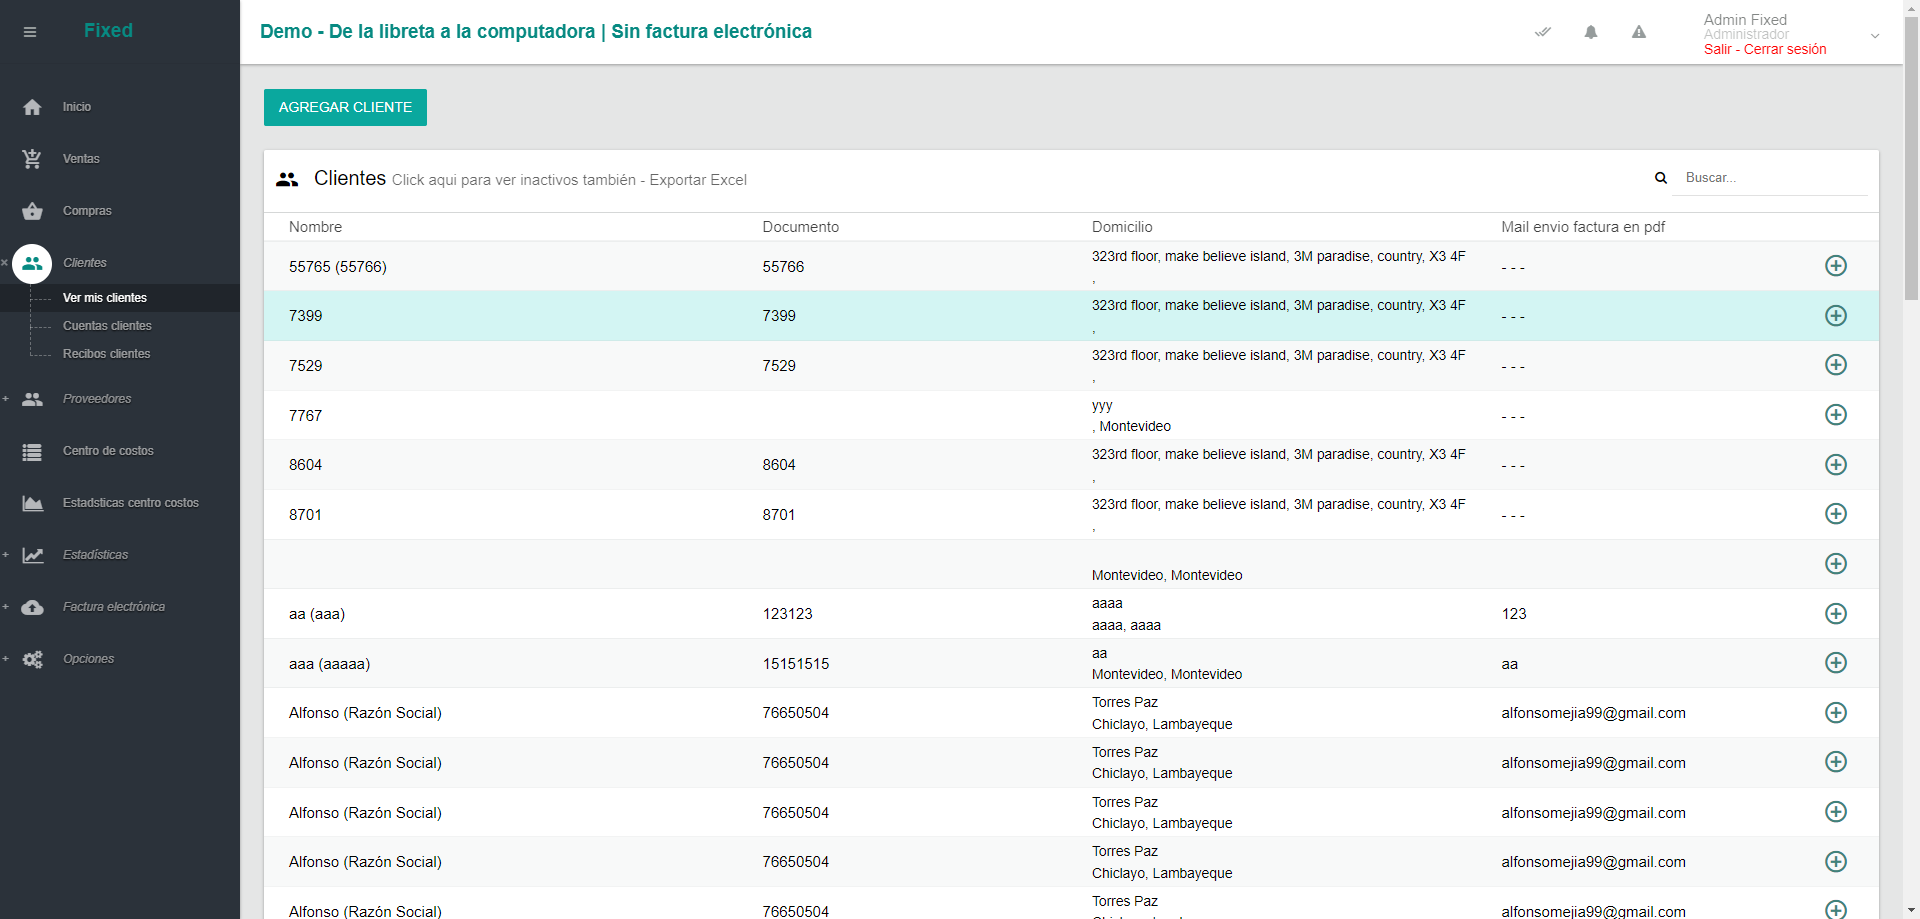 Fixed
Demo - De la libreta a la computadora | Sin factura electrónica
Admin Fixed
Administrador
Salir - Cerrar sesión
Inicio
Ventas
Compras
Clientes
Ver mis clientes
Cuentas clientes
Recibos clientes
Proveedores
Centro de costos
Estadsticas centro costos
Estadísticas
Factura electrónica
Opciones
AGREGAR CLIENTE
Clientes Click aqui para ver inactivos también - Exportar Excel
Buscar...
Nombre Documento Domicilio Mail envio factura en pdf
55765 (55766) 55766 323rd floor, make believe island, 3M paradise, country, X3 4F - - -
,
7399 7399 323rd floor, make believe island, 3M paradise, country, X3 4F - - -
,
7529 7529 323rd floor, make believe island, 3M paradise, country, X3 4F - - -
,
7767 yyy - - -
, Montevideo
8604 8604 323rd floor, make believe island, 3M paradise, country, X3 4F - - -
,
8701 8701 323rd floor, make believe island, 3M paradise, country, X3 4F - - -
,
Montevideo, Montevideo
aa (aaa) 123123 aaaa 123
aaaa, aaaa
aaa (aaaaa) 15151515 aa aa
Montevideo, Montevideo
Alfonso (Razón Social) 76650504 Torres Paz alfonsomejia99@gmail.com
Chiclayo, Lambayeque
Alfonso (Razón Social) 76650504 Torres Paz alfonsomejia99@gmail.com
Chiclayo, Lambayeque
Alfonso (Razón Social) 76650504 Torres Paz alfonsomejia99@gmail.com
Chiclayo, Lambayeque
Alfonso (Razón Social) 76650504 Torres Paz alfonsomejia99@gmail.com
Chiclayo, Lambayeque
Alfonso (Razón Social) 76650504 Torres Paz alfonsomejia99@gmail.com